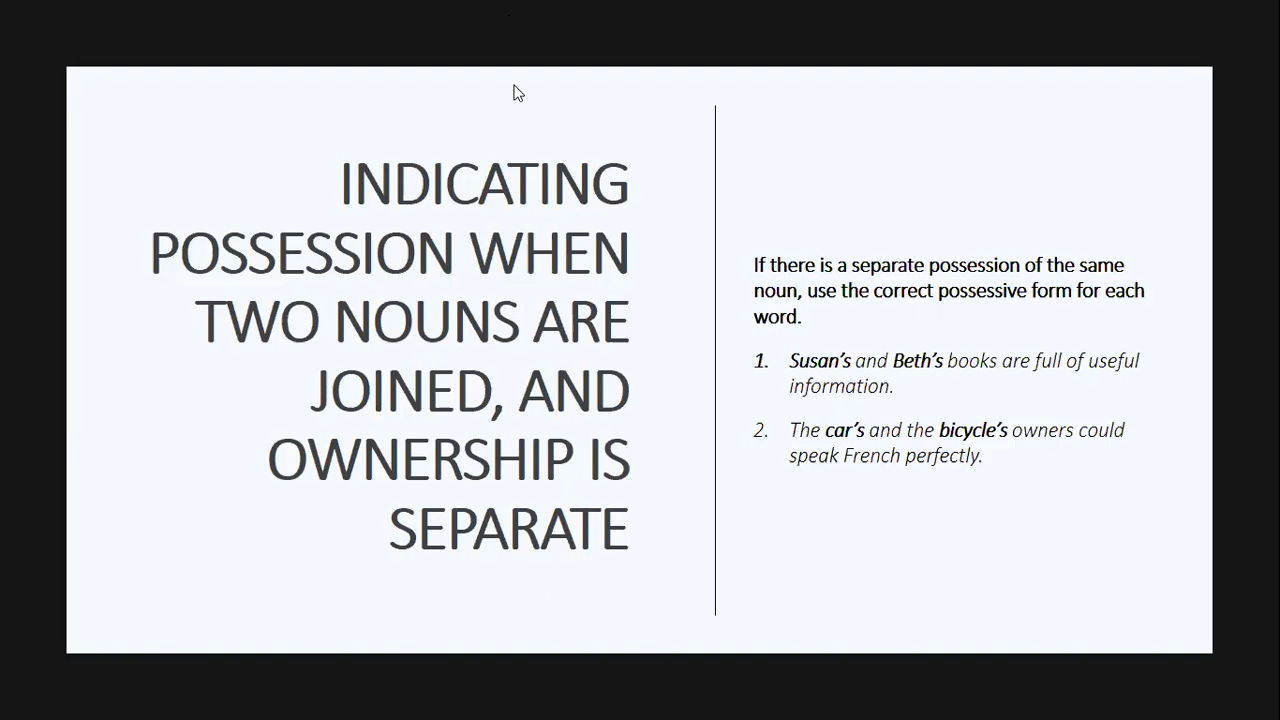 INDICATING
POSSESSION WHEN
TWO NOUNS ARE
JOINED, AND
OWNERSHIP IS
SEPARATE
If there is a separate possession of the same
noun, use the correct possessive form for each
word.
1. Susan’s and Beth’s books are full of useful
information.
2. The car’s and the bicycle’s owners could
speak French perfectly.